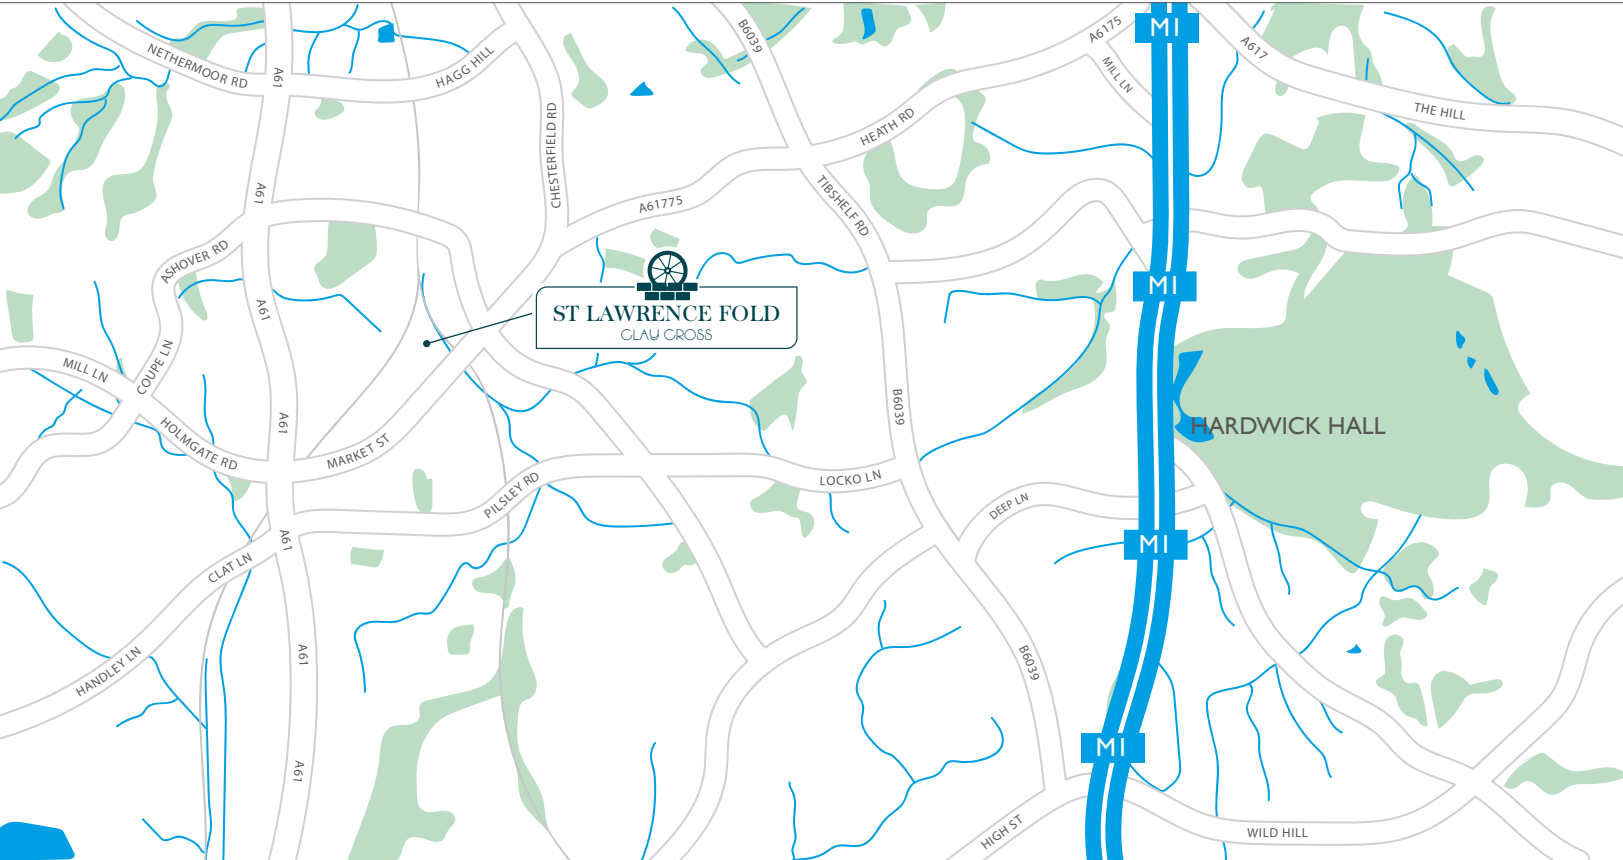 B6039
A6175
M1
A617
NETHERMOOR RD
A61
HAGG HILL
MILL LN
THE HILL
CHESTERFIELD RD
HEATH RD
A61
A61775
TIBSHELF RD
ASHOVER RD
M1
A61
ST LAWRENCE FOLD
CLAY CROSS
MILL LN
COUPE LN
B6039
A61
HARDWICK HALL
HOLMGATE RD
MARKET ST
LOCKO LN
PILSLEY RD
DEEP LN
A61
M1
CLAT LN
A61
HANDLEY LN
B6039
M1
A61
HIGH ST
WILD HILL